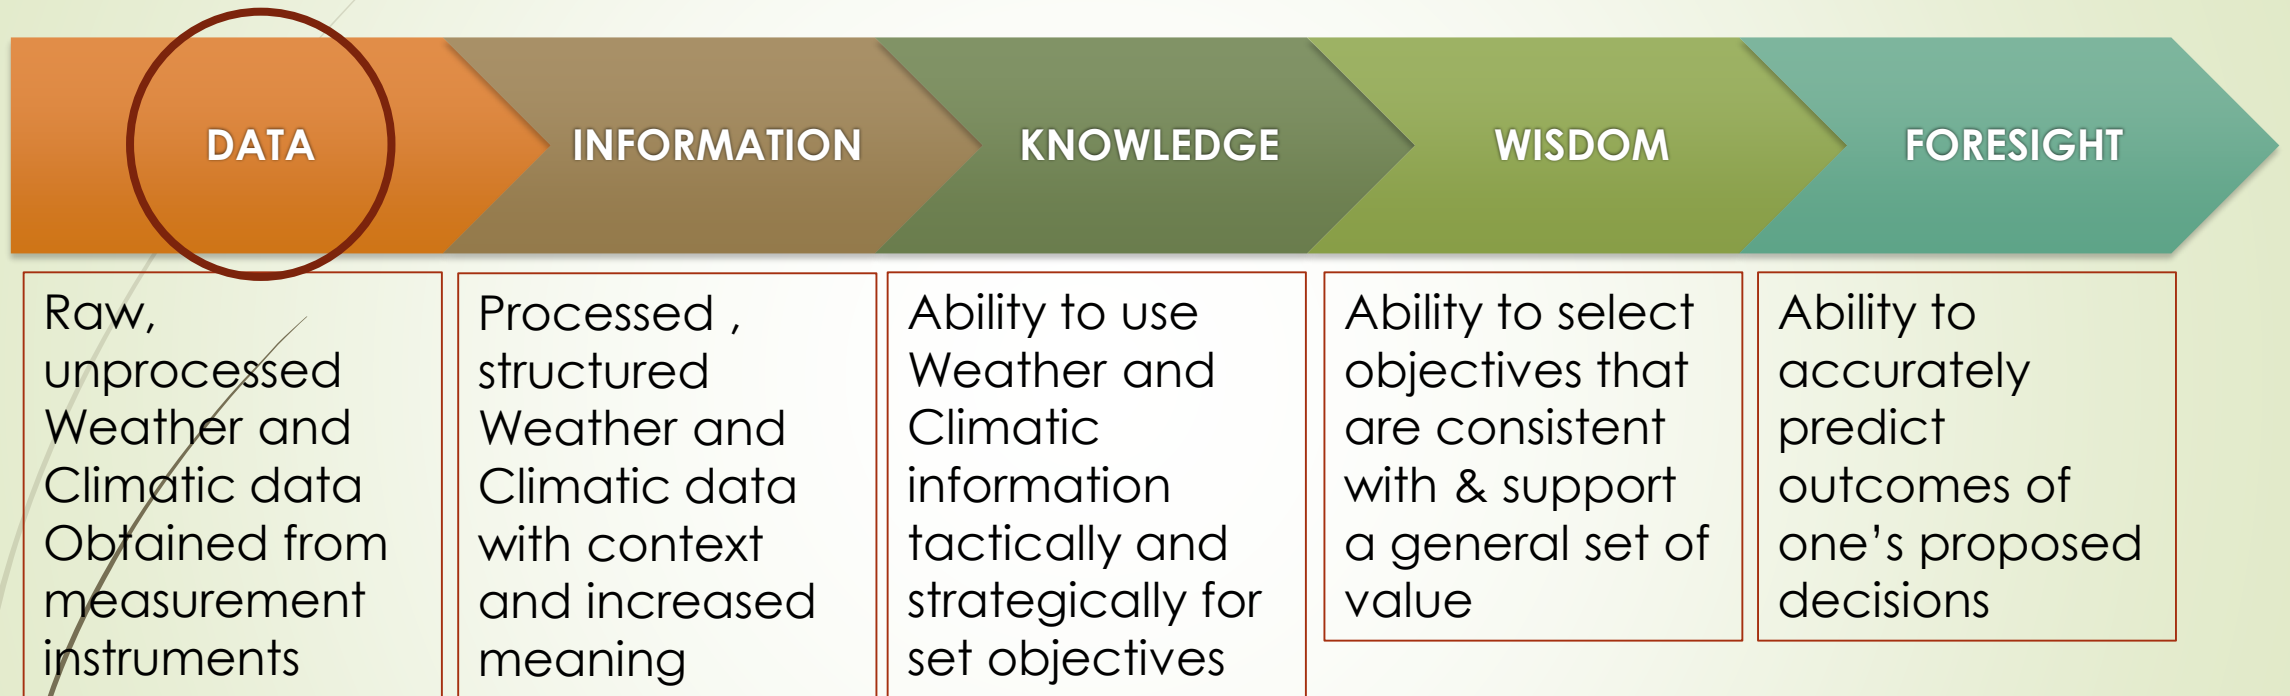 DATA
INFORMATION
KNOWLEDGE
WISDOM
FORESIGHT
Raw,
unprocessed
Weather and
Climatic data
Obtained from
measurement
instruments
Processed ,
structured
Weather and
Climatic data
with context
and increased
meaning
Ability to use
Weather and
Climatic
information
tactically and
strategically for
set objectives
Ability to select
objectives that
are consistent
with & support
a general set of
value
Ability to
accurately
predict
outcomes of
one’s proposed
decisions